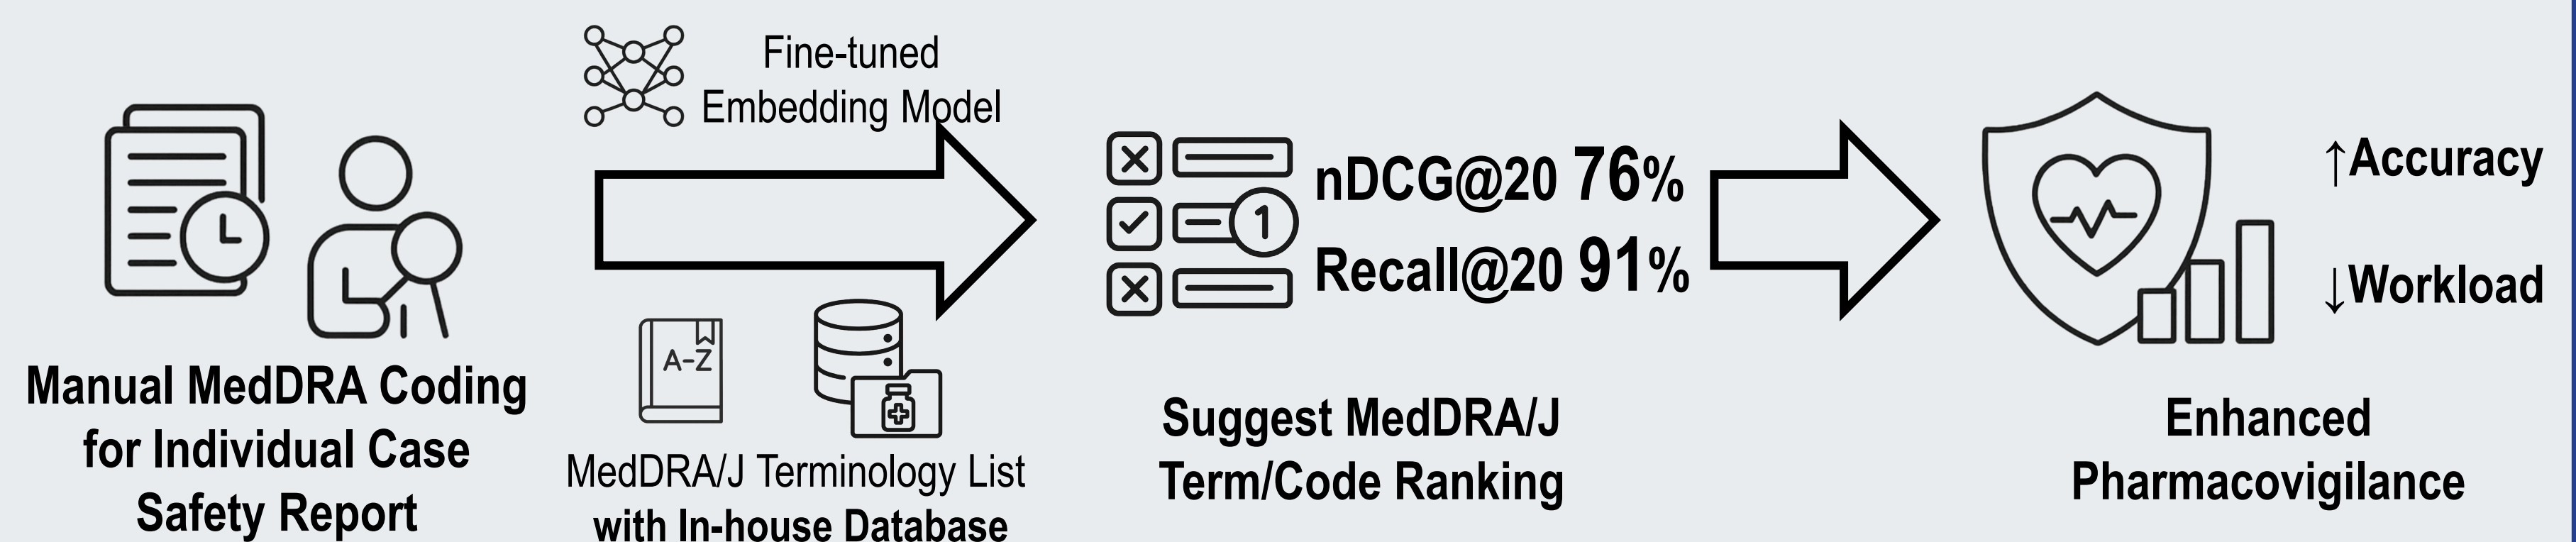 Manual MedDRA Coding
for Individual Case
Safety Report
Fine-tuned
Embedding Model
A-Z
MedDRA/J Terminology List
with In-house Database
1
nDCG@20 76%
Recall@20 91%
Suggest MedDRA/J
Term/Code Ranking
↑Accuracy
↓Workload
Enhanced
Pharmacovigilance